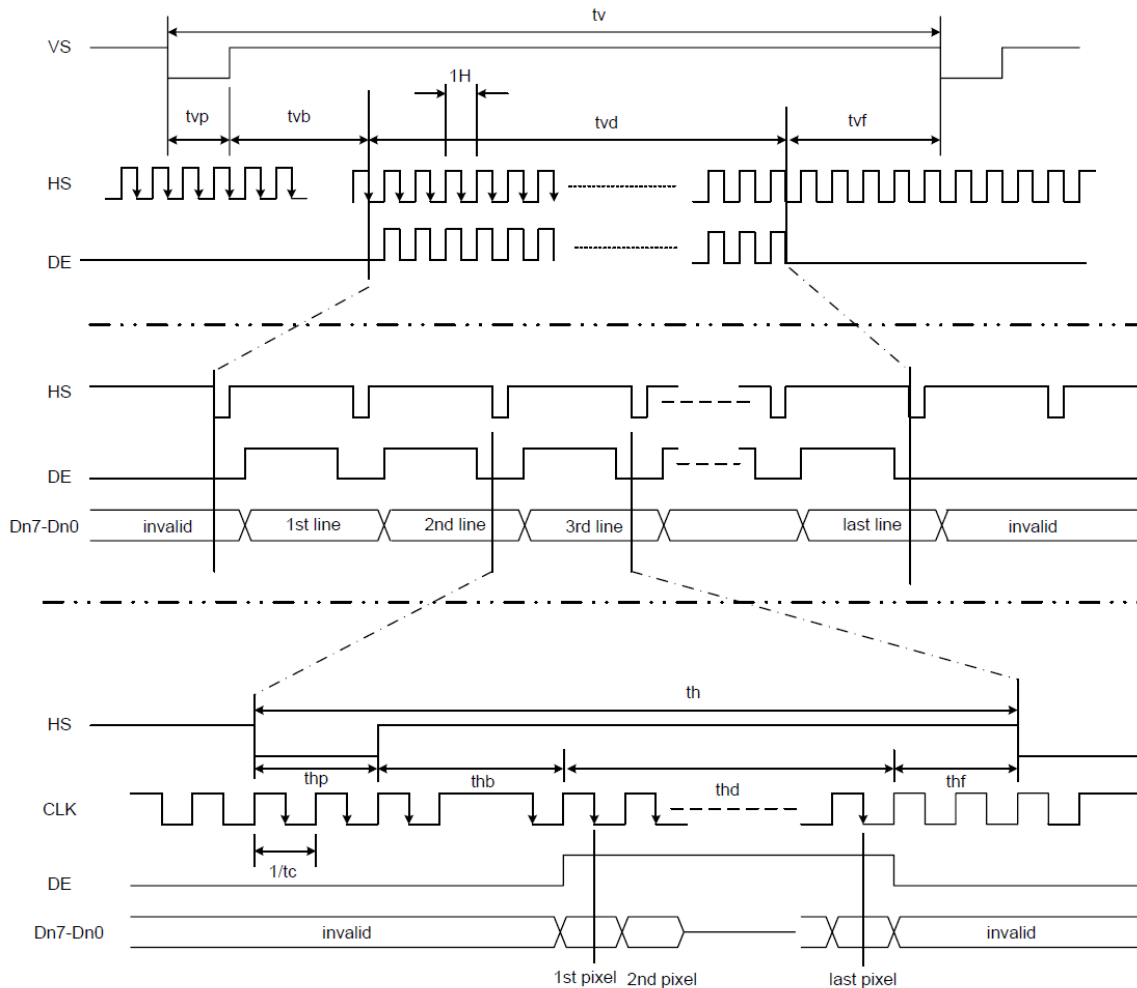 tv
VS
1H
tvp
tvb
tvd
tvf
HS
DE
HS
DE
Dn7-Dn0
invalid
1st line
2nd line
3rd line
last line
invalid
th
HS
thp
thb
thd
thf
CLK
1/tc
DE
Dn7-Dn0
invalid
invalid
1st pixel
2nd pixel
last pixel